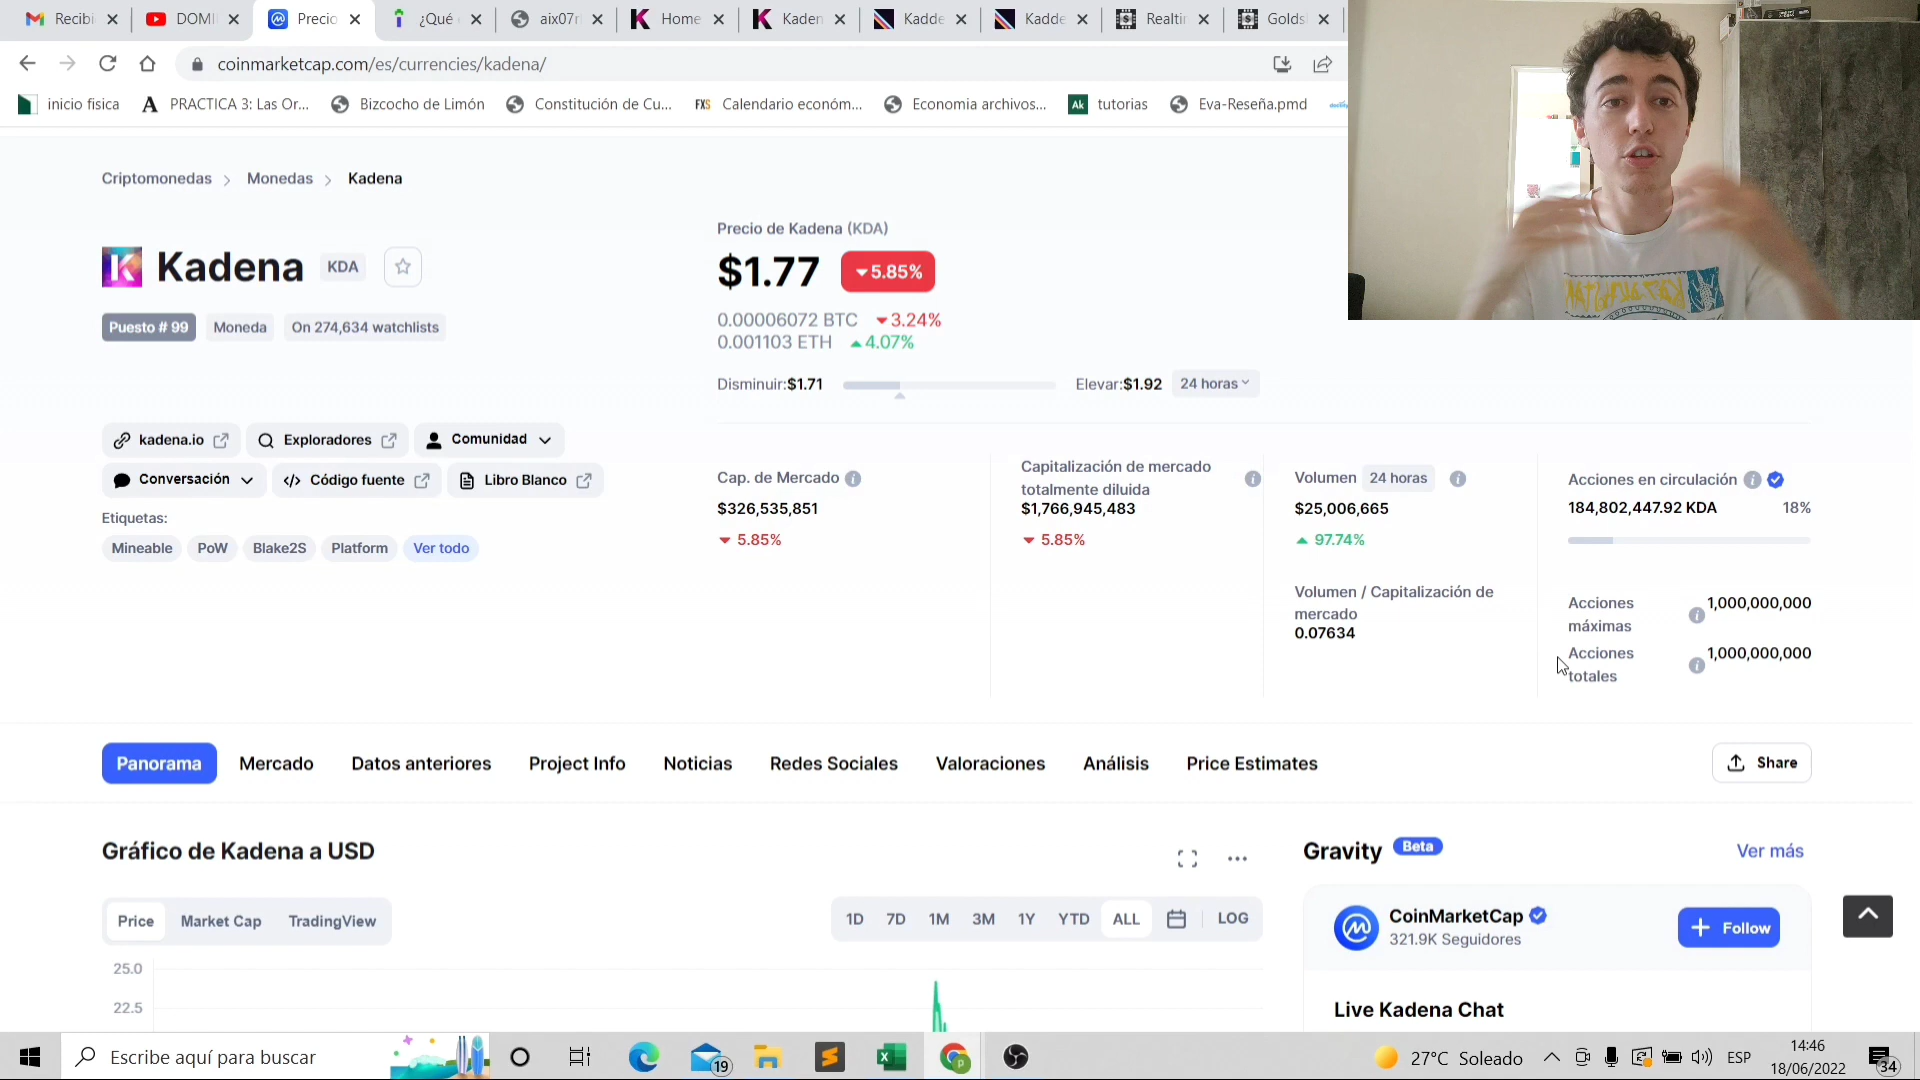 Recibi
DOMI
Precio
¿Qué
aix07r
Home
Kaden
Kadde
Kadde
Realtin
Golds
coinmarketcap.com/es/currencies/kadena/
inicio fisica
PRACTICA 3: Las Or...
Bizcocho de Limón
Constitución de Cu...
FXS Calendario económ...
Economia archivos...
Ak tutorias
Eva-Reseña.pmd
Criptomonedas
Monedas
Kadena
Kadena KDA
Puesto # 99
Moneda
On 274,634 watchlists
kadena.io
Exploradores
Comunidad
Conversación
Código fuente
Libro Blanco
Etiquetas:
Mineable
PoW
Blake2S
Platform
Ver todo
Precio de Kadena (KDA)
$1.77 5.85%
0.00006072 BTC 3.24%
0.001103 ETH 4.07%
Disminuir:$1.71
Elevar:$1.92
24 horas
Cap. de Mercado
$326,535,851
5.85%
Capitalización de mercado
totalmente diluida
$1,766,945,483
5.85%
Volumen 24 horas
$25,006,665
97.74%
Volumen / Capitalización de
mercado
0.07634
Acciones en circulación
184,802,447.92 KDA 18%
Acciones
máximas
1,000,000,000
Acciones
totales
1,000,000,000
Panorama
Mercado
Datos anteriores
Project Info
Noticias
Redes Sociales
Valoraciones
Análisis
Price Estimates
Share
Gráfico de Kadena a USD
Price
Market Cap
TradingView
1D 7D 1M 3M 1Y YTD ALL LOG
25.0
22.5
Gravity Beta
Ver más
CoinMarketCap
321.9K Seguidores
Follow
Live Kadena Chat
Escribe aquí para buscar
19
27°C Soleado
ESP
14:46
18/06/2022
34